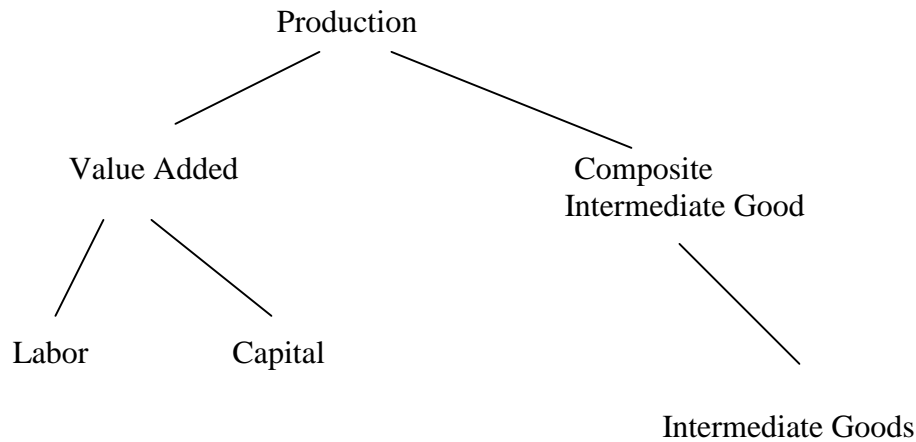 Production
Value Added
Composite
Intermediate Good
Labor
Capital
Intermediate Goods